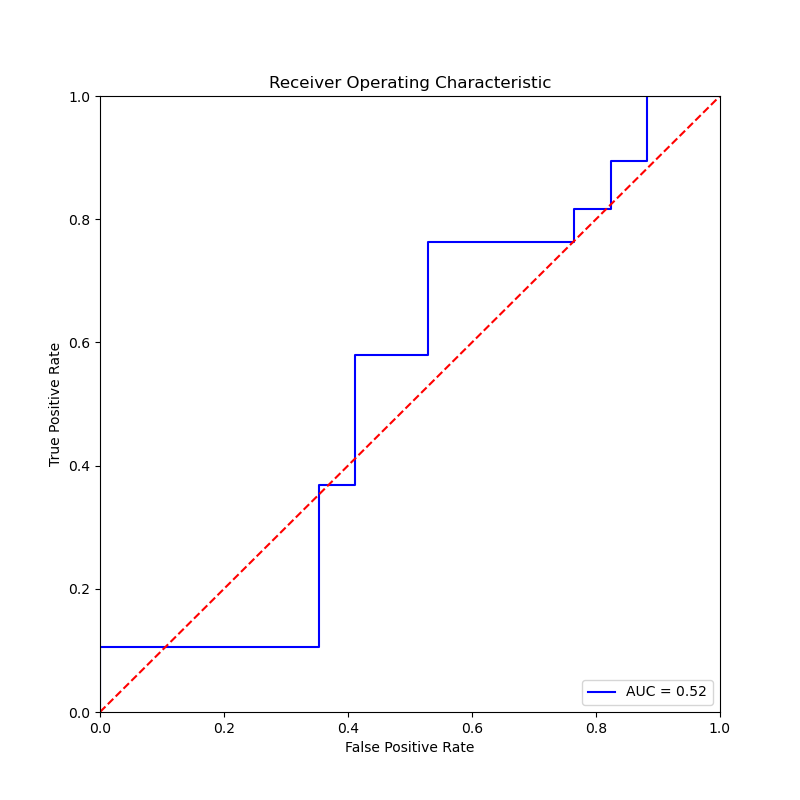 Receiver Operating Characteristic
True Positive Rate
1.0
0.8
0.6
0.4
0.2
0.0
AUC = 0.52
0.0 0.2 0.4 0.6 0.8 1.0
False Positive Rate